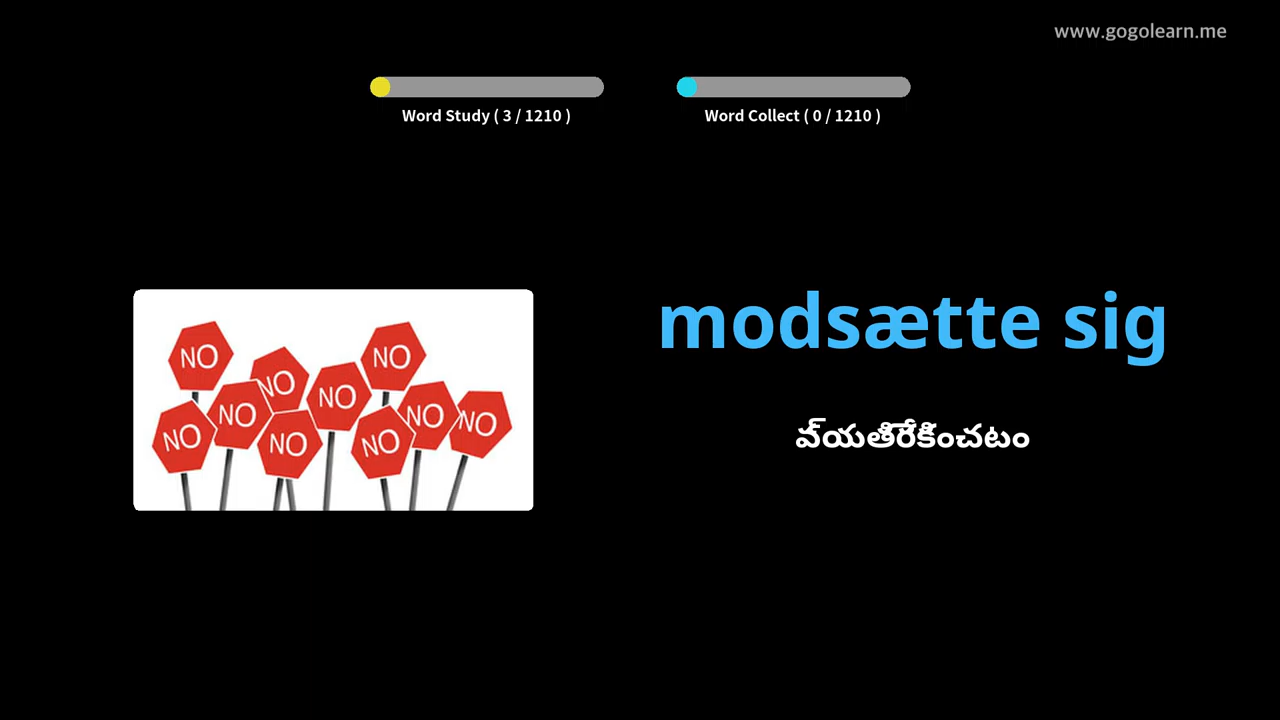 www.gogolearn.me
Word Study ( 3 / 1210 )
Word Collect ( 0 / 1210 )
NO
NO
NO
NO
NO
NO
NO
NO
NO
NO
modsætte sig
వ్యతిరేకించటం